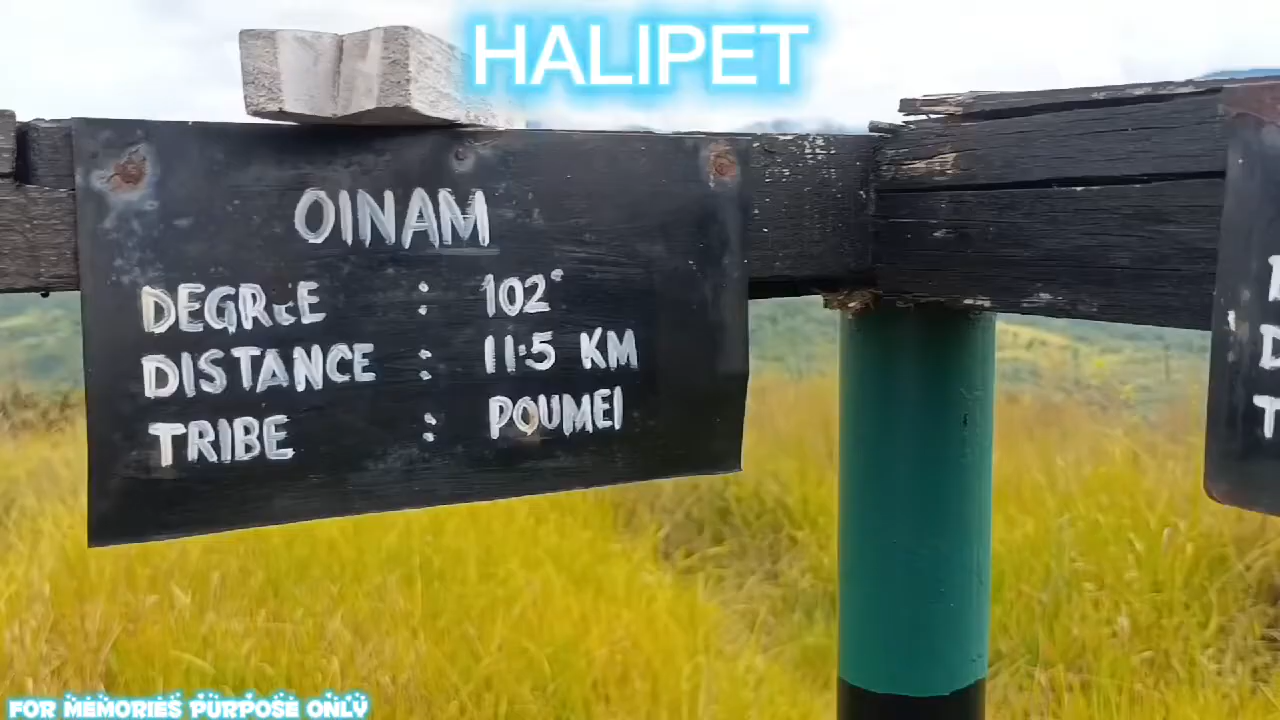 HALIPET
OINAM
DEGREE : 102°
DISTANCE : 11.5 KM
TRIBE : POUMEI
D
T
FOR MEMORIES PURPOSE ONLY